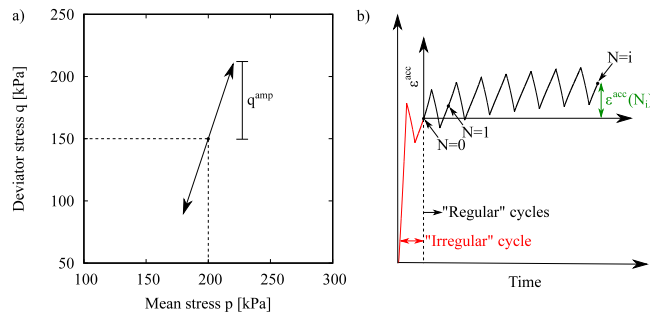 a)
250
200
150
100
50
100
150
200
250
300
Deviator stress q [kPa]
Mean stress p [kPa]
q^amp
b)
ε^acc
N=i
ε^acc(N_i
N=1
N=0
"Regular" cycles
"Irregular" cycle
Time